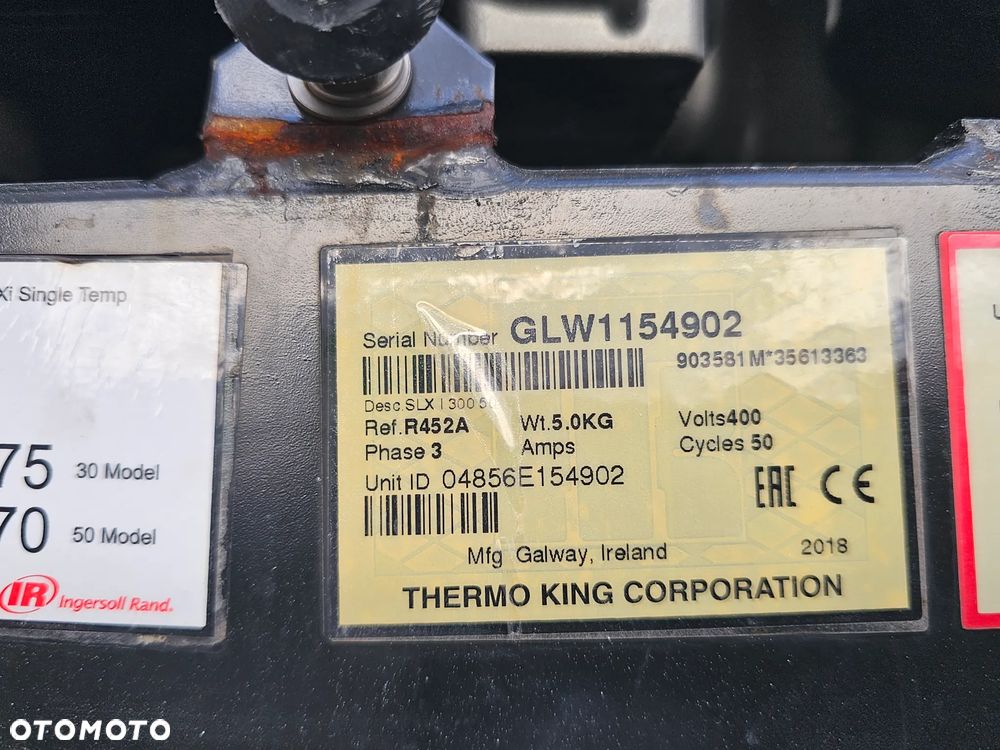 Xi Single Temp
75 30 Model
70 50 Model
IR Ingersoll Rand.
Serial Number GLW1154902
903581M*35613363
Desc.SLX I 300 50
Ref.R452A Wt.5.0KG Volts400
Phase 3 Amps Cycles 50
Unit ID 04856E154902
EAC CE
Mfg Galway, Ireland 2018
THERMO KING CORPORATION
U
OTOMOTO